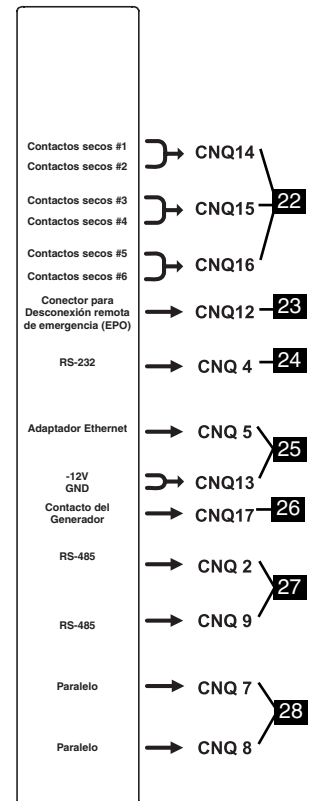 Contactos secos #1
Contactos secos #2
CNQ14
Contactos secos #3
Contactos secos #4
CNQ15
22
Contactos secos #5
Contactos secos #6
CNQ16
Conector para
Desconexión remota
de emergencia (EPO)
CNQ12
23
RS-232
CNQ 4
24
Adaptador Ethernet
CNQ 5
25
-12V
GND
CNQ13
Contacto del
Generador
CNQ17
26
RS-485
CNQ 2
27
RS-485
CNQ 9
Paralelo
CNQ 7
28
Paralelo
CNQ 8